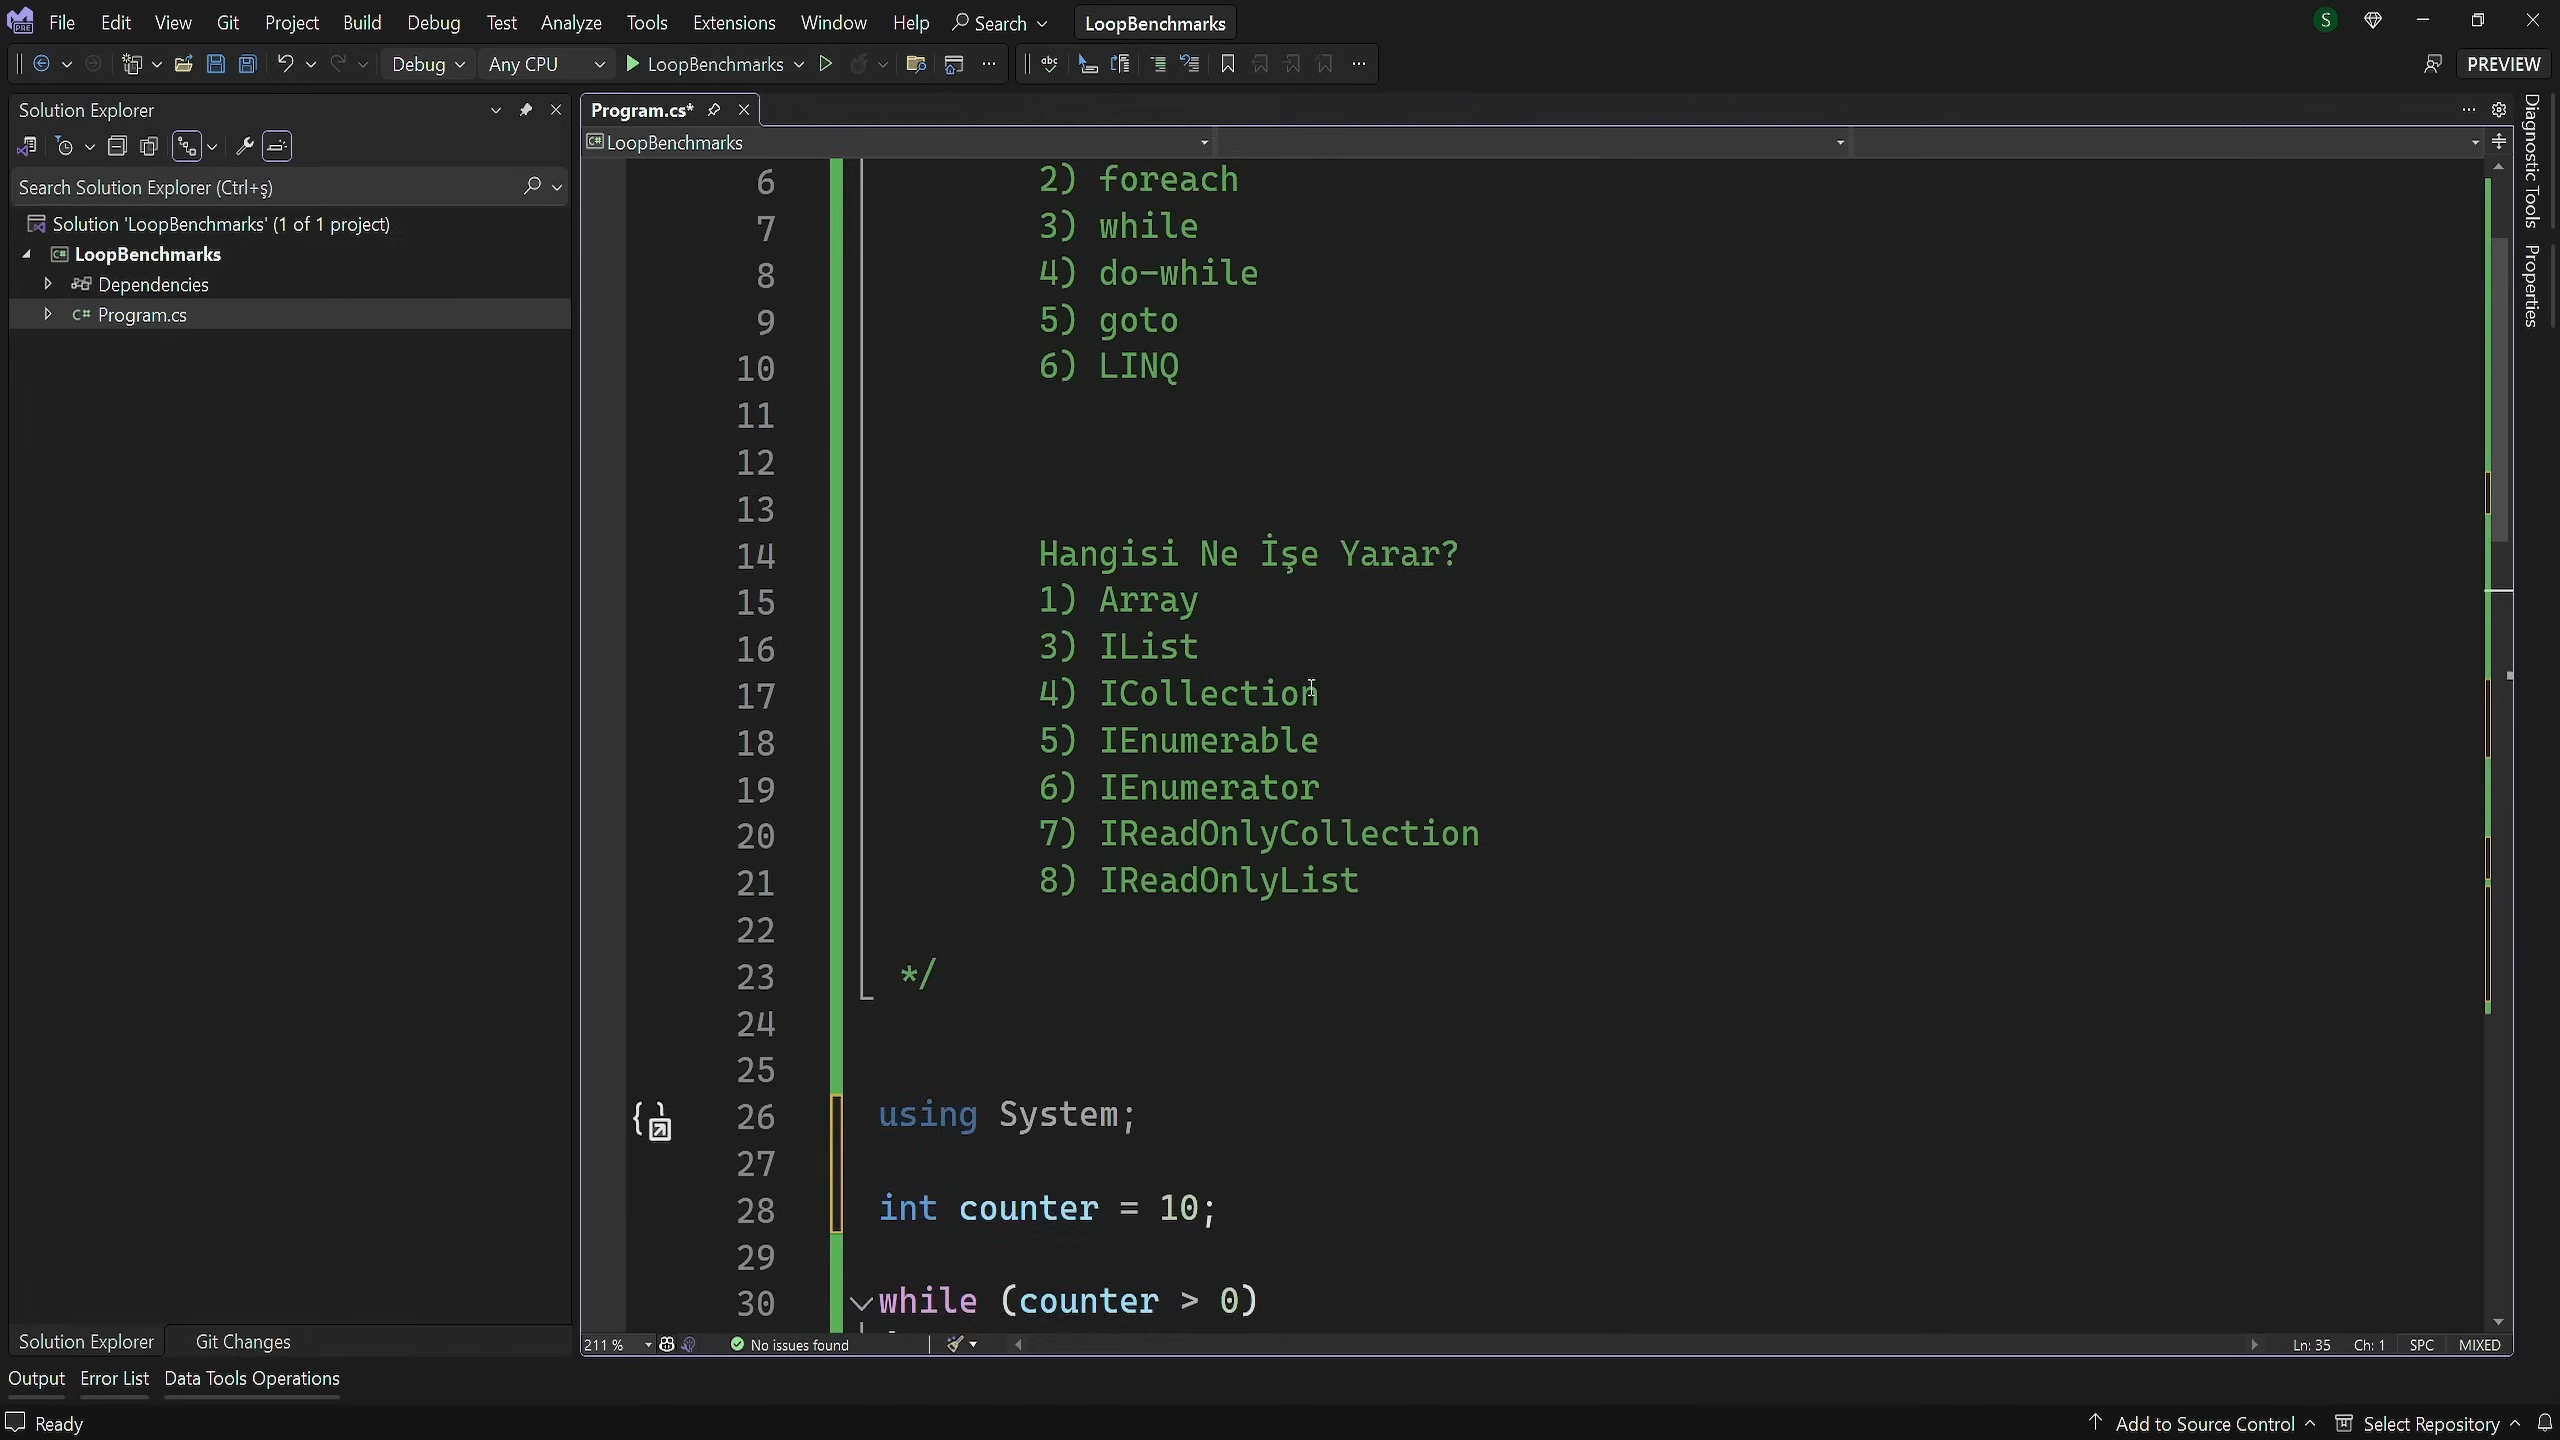 File Edit View Git Project Build Debug Test Analyze Tools Extensions Window Help Search LoopBenchmarks S
Debug Any CPU LoopBenchmarks abc PREVIEW
Solution Explorer
Search Solution Explorer (Ctrl+ş)
Solution 'LoopBenchmarks' (1 of 1 project)
LoopBenchmarks
Dependencies
C# Program.cs
Program.cs*
C# LoopBenchmarks
6 2) foreach
7 3) while
8 4) do-while
9 5) goto
10 6) LINQ
11
12
13
14 Hangisi Ne İşe Yarar?
15 1) Array
16 3) IList
17 4) ICollection
18 5) IEnumerable
19 6) IEnumerator
20 7) IReadOnlyCollection
21 8) IReadOnlyList
22
23 */
24
25
26 using System;
27
28 int counter = 10;
29
30 while (counter > 0)
211 % No issues found Ln: 35 Ch: 1 SPC MIXED
Diagnostic Tools
Properties
Solution Explorer Git Changes
Output Error List Data Tools Operations
Ready Add to Source Control Select Repository